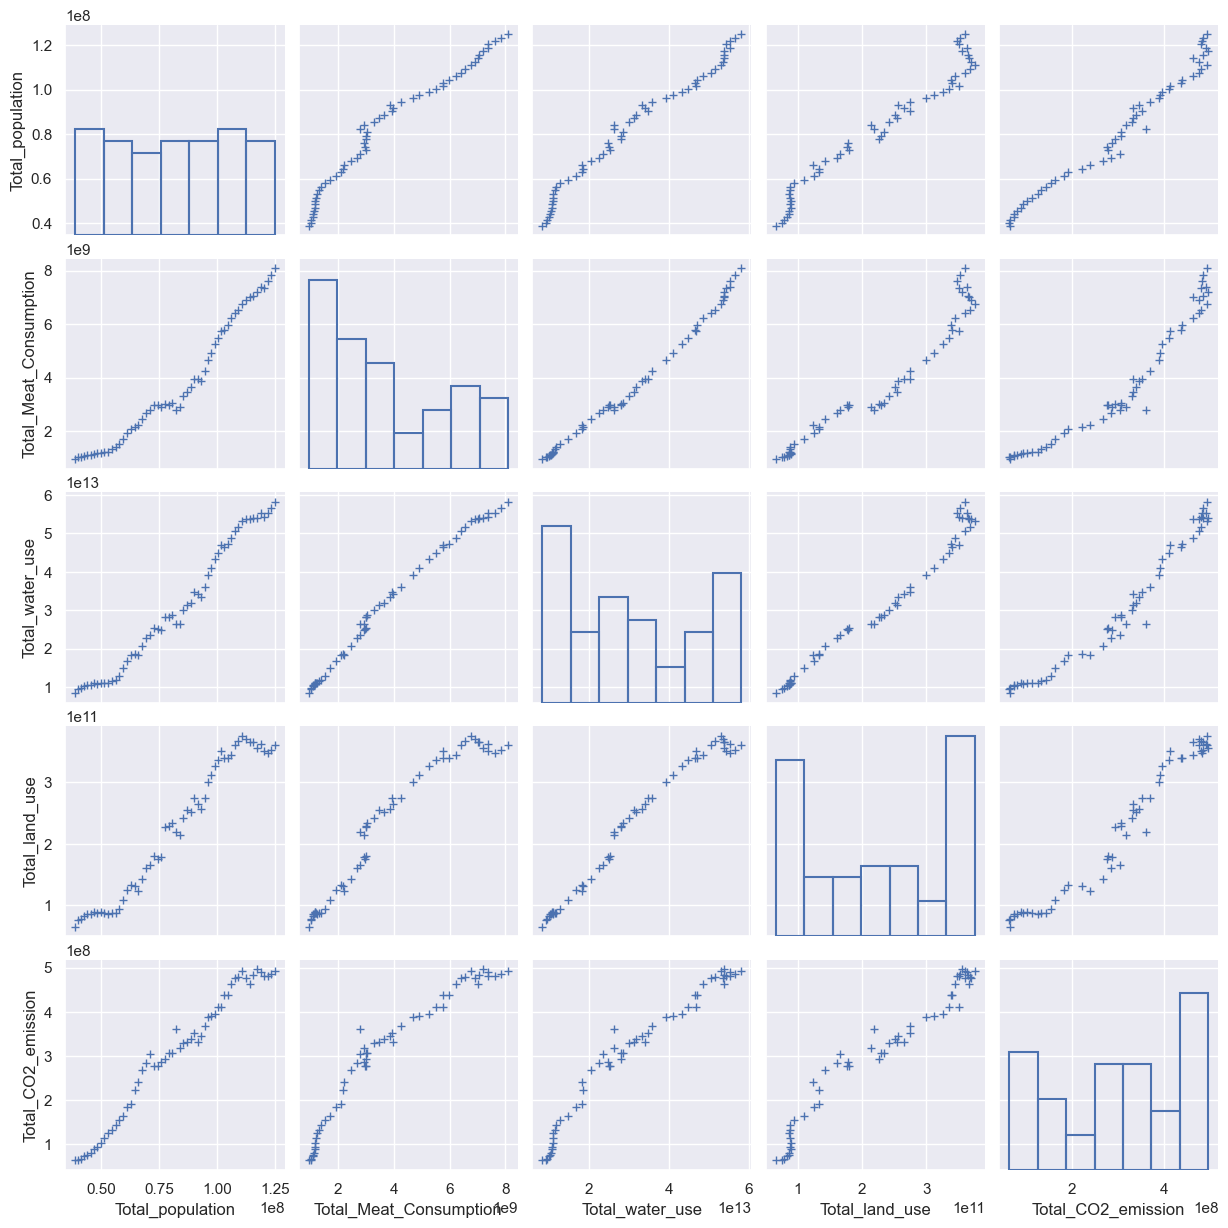 1e8
1.2
1.0
0.8
0.6
0.4
Total_population
1e9
8
6
4
2
Total_Meat_Consumption
1e13
6
5
4
3
2
1
Total_water_use
1e11
3
2
1
Total_land_use
1e8
5
4
3
2
1
Total_CO2_emission
0.50 0.75 1.00 1.25
Total_population 1e8
2 4 6 8
Total_Meat_Consumption 1e9
2 4 6
Total_water_use 1e13
1 2 3
Total_land_use 1e11
2 4
Total_CO2_emission 1e8